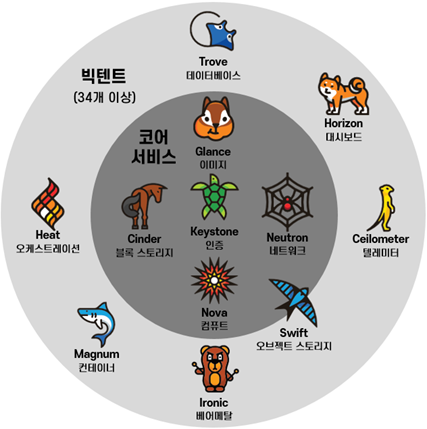 Trove
데이터베이스
빅텐트
(34개 이상)
Horizon
대시보드
코어
서비스
Glance
이미지
Heat
오케스트레이션
Cinder
블록 스토리지
Keystone
인증
Neutron
네트워크
Ceilometer
텔레미터
Nova
컴퓨트
Swift
오브젝트 스토리지
Magnum
컨테이너
Ironic
베어메탈